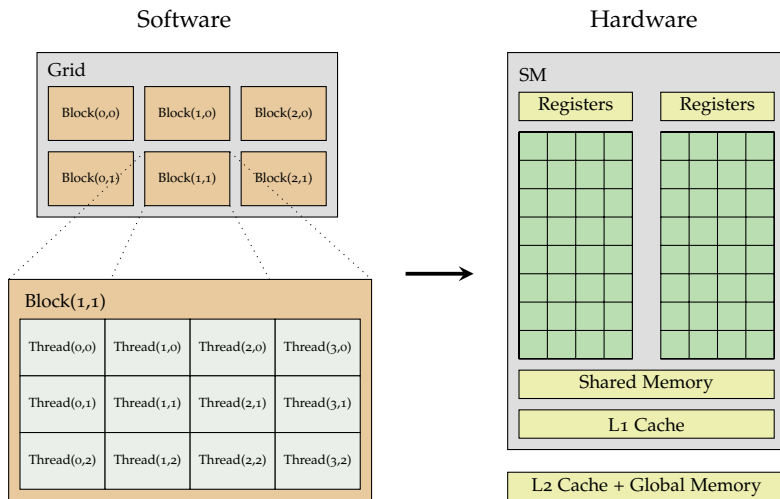 Software
Grid
Block(0,0) Block(1,0) Block(2,0)
Block(0,1) Block(1,1) Block(2,1)
Block(1,1)
Thread(0,0) Thread(1,0) Thread(2,0) Thread(3,0)
Thread(0,1) Thread(1,1) Thread(2,1) Thread(3,1)
Thread(0,2) Thread(1,2) Thread(2,2) Thread(3,2)
Hardware
SM
Registers Registers
Shared Memory
L1 Cache
L2 Cache + Global Memory